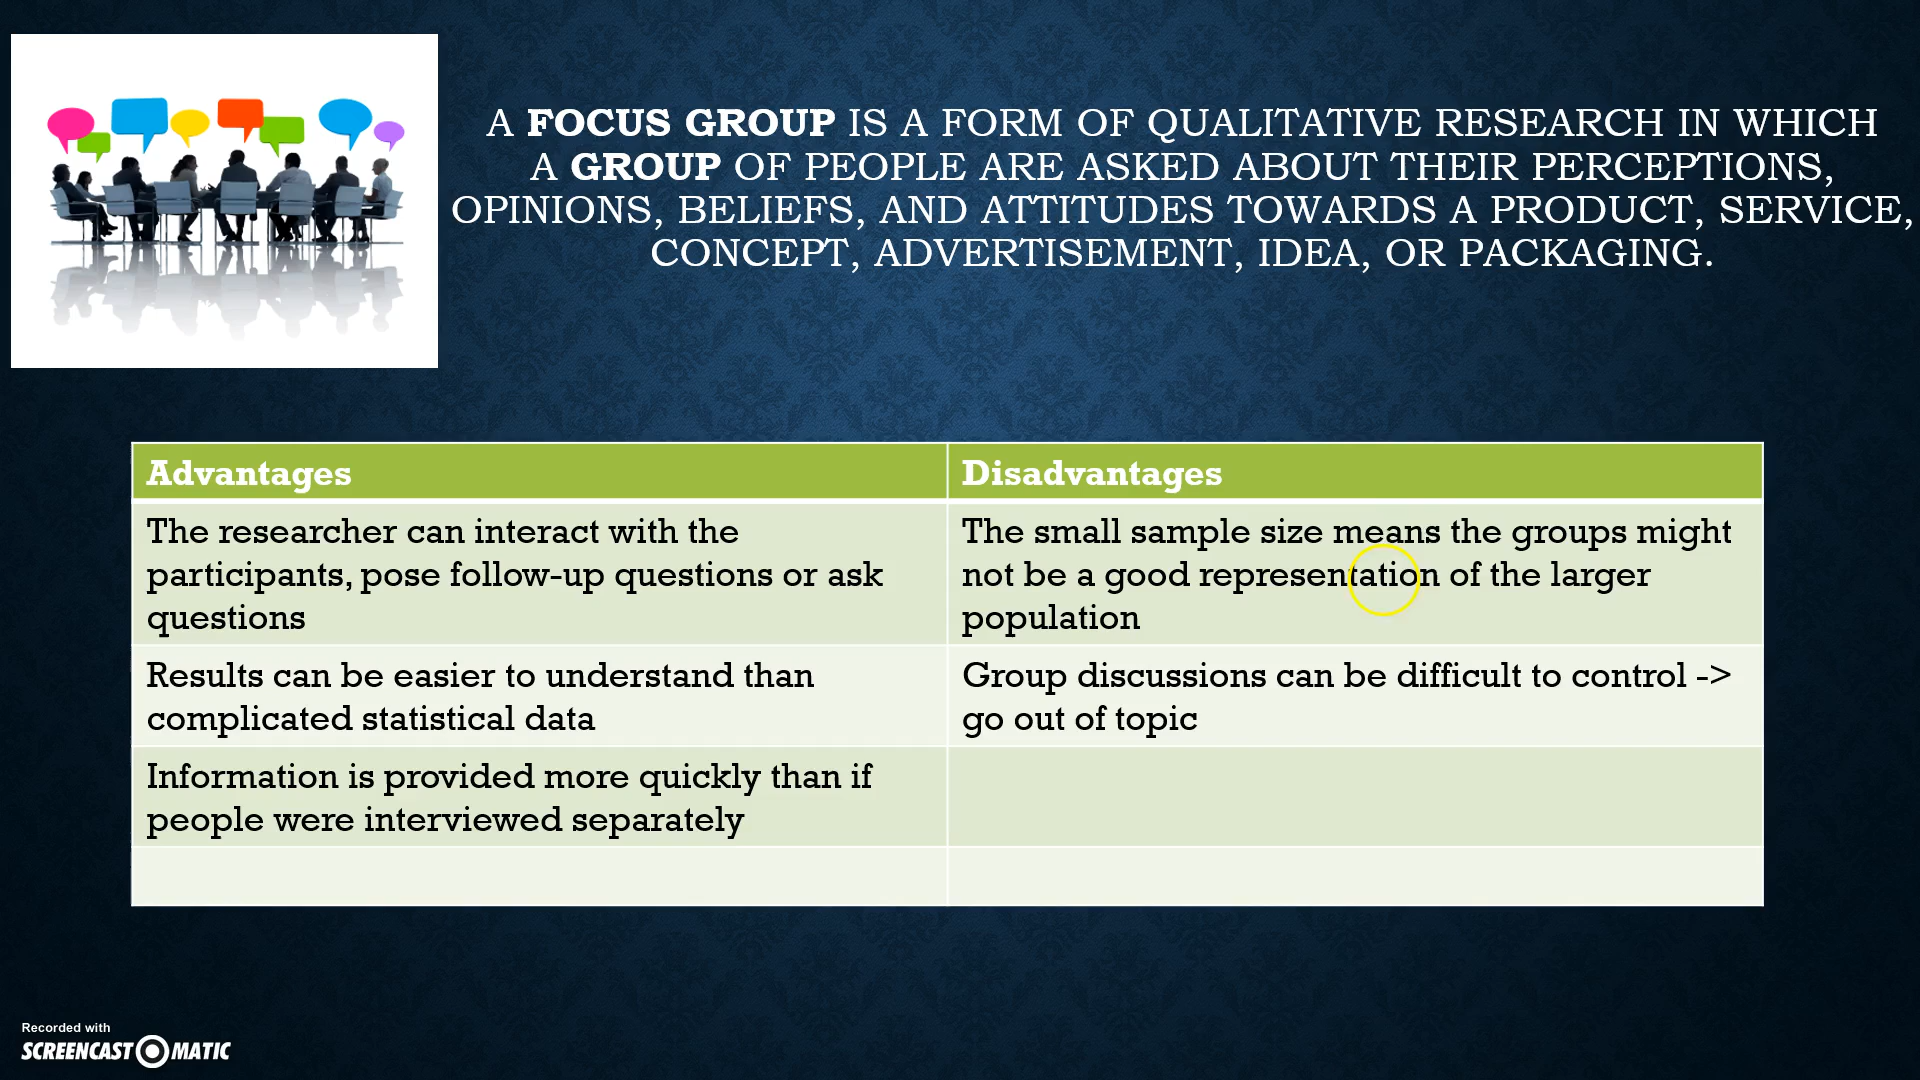 A FOCUS GROUP IS A FORM OF QUALITATIVE RESEARCH IN WHICH
A GROUP OF PEOPLE ARE ASKED ABOUT THEIR PERCEPTIONS,
OPINIONS, BELIEFS, AND ATTITUDES TOWARDS A PRODUCT, SERVICE,
CONCEPT, ADVERTISEMENT, IDEA, OR PACKAGING.
Advantages
Disadvantages
The researcher can interact with the
participants, pose follow-up questions or ask
questions
The small sample size means the groups might
not be a good representation of the larger
population
Results can be easier to understand than
complicated statistical data
Group discussions can be difficult to control ->
go out of topic
Information is provided more quickly than if
people were interviewed separately
Recorded with
SCREENCAST MATIC